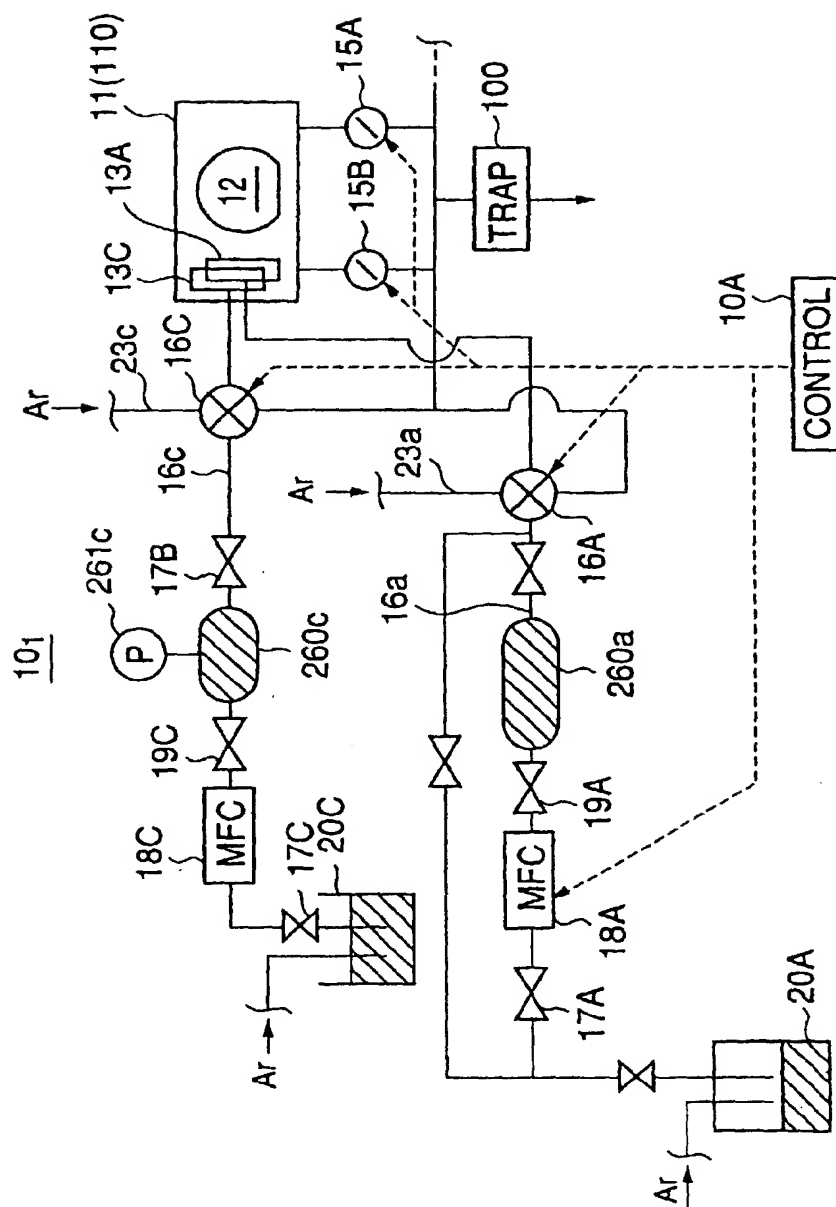 10₁
11(110)
13A
13C
12
15A
15B
100
TRAP
16C
23c
Ar
16c
17B
261c
P
260c
19C
18C
MFC
17C
20C
Ar
10A
CONTROL
Ar
23a
16A
16a
260a
19A
MFC
18A
17A
20A
Ar